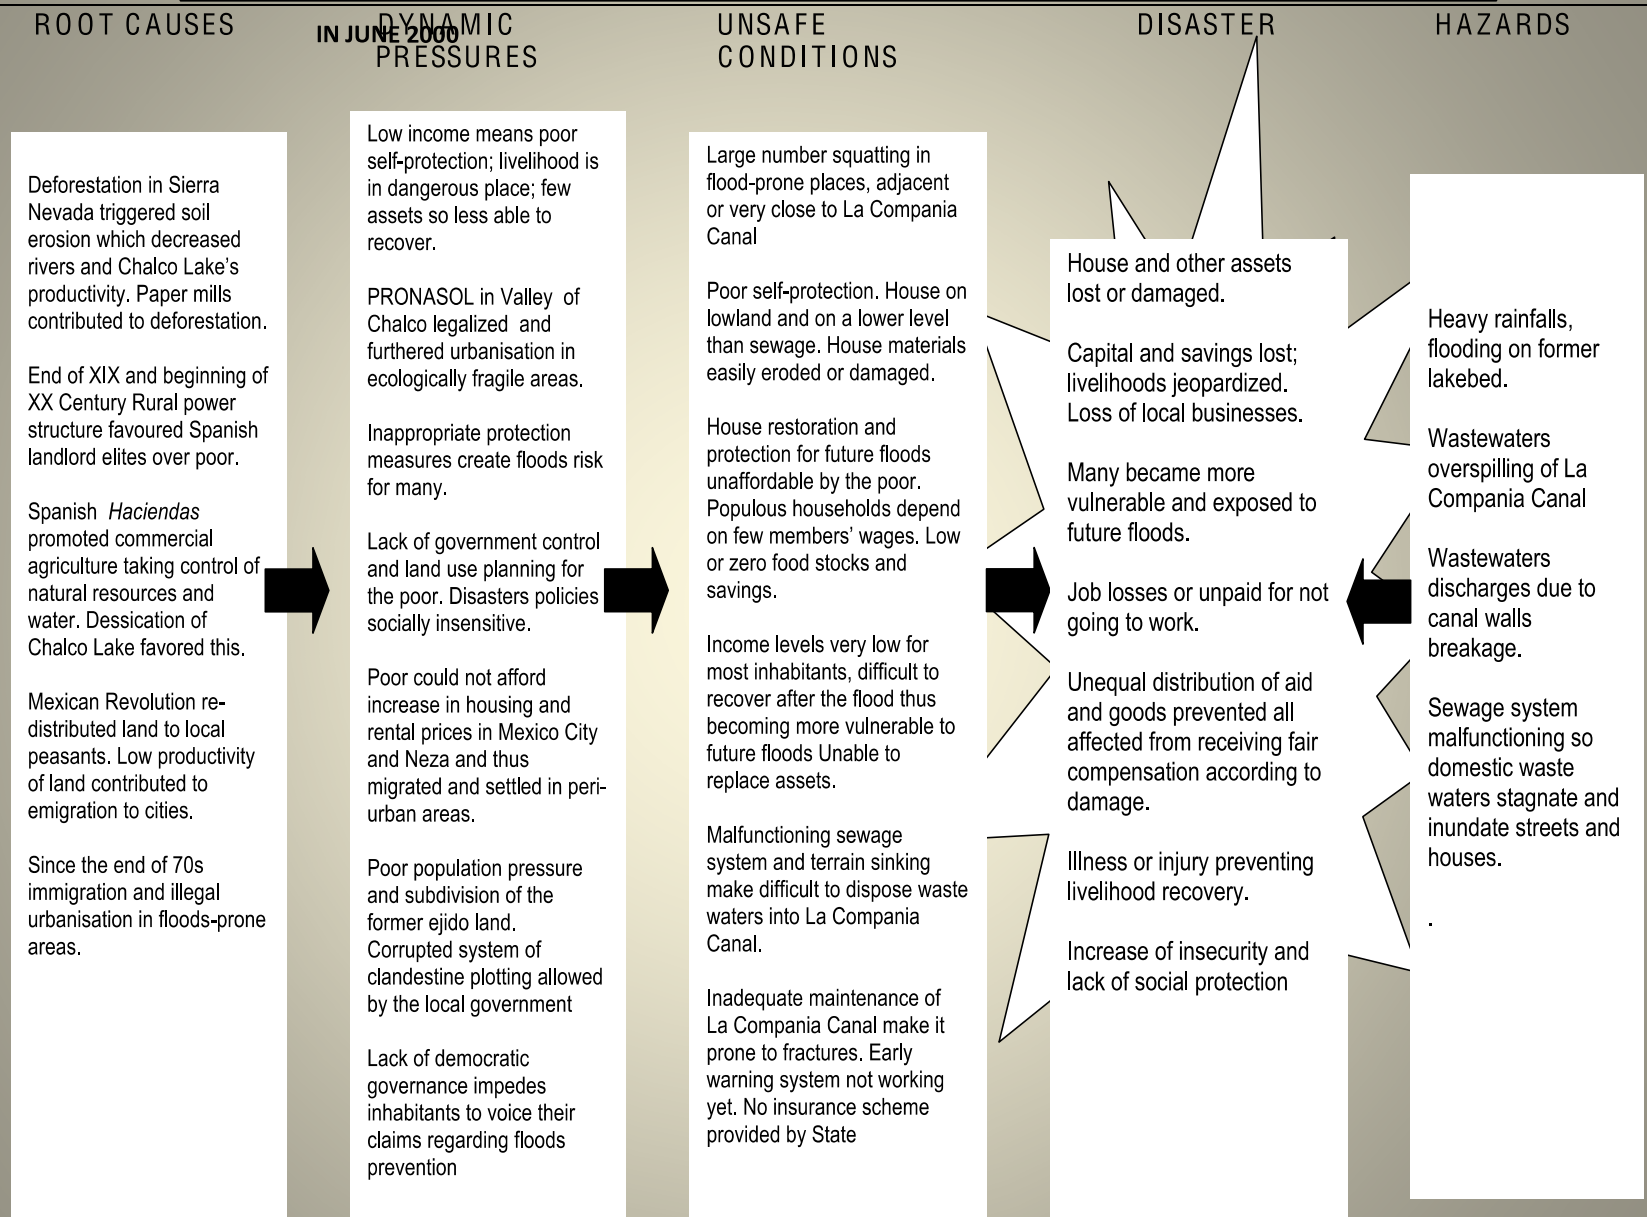 ROOT CAUSES
IN JUNE 2000
DYNAMIC
PRESSURES
UNSAFE
CONDITIONS
DISASTER
HAZARDS
Deforestation in Sierra
Nevada triggered soil
erosion which decreased
rivers and Chalco Lake's
productivity. Paper mills
contributed to deforestation.
End of XIX and beginning of
XX Century Rural power
structure favoured Spanish
landlord elites over poor.
Spanish Haciendas
promoted commercial
agriculture taking control of
natural resources and
water. Dessication of
Chalco Lake favored this.
Mexican Revolution re-
distributed land to local
peasants. Low productivity
of land contributed to
emigration to cities.
Since the end of 70s
immigration and illegal
urbanisation in floods-prone
areas.
Low income means poor
self-protection; livelihood is
in dangerous place; few
assets so less able to
recover.
PRONASOL in Valley of
Chalco legalized and
furthered urbanisation in
ecologically fragile areas.
Inappropriate protection
measures create floods risk
for many.
Lack of government control
and land use planning for
the poor. Disasters policies
socially insensitive.
Poor could not afford
increase in housing and
rental prices in Mexico City
and Neza and thus
migrated and settled in peri-
urban areas.
Poor population pressure
and subdivision of the
former ejido land.
Corrupted system of
clandestine plotting allowed
by the local government
Lack of democratic
governance impedes
inhabitants to voice their
claims regarding floods
prevention
Large number squatting in
flood-prone places, adjacent
or very close to La Compania
Canal
Poor self-protection. House on
lowland and on a lower level
than sewage. House materials
easily eroded or damaged.
House restoration and
protection for future floods
unaffordable by the poor.
Populous households depend
on few members' wages. Low
or zero food stocks and
savings.
Income levels very low for
most inhabitants, difficult to
recover after the flood thus
becoming more vulnerable to
future floods Unable to
replace assets.
Malfunctioning sewage
system and terrain sinking
make difficult to dispose waste
waters into La Compania
Canal.
Inadequate maintenance of
La Compania Canal make it
prone to fractures. Early
warning system not working
yet. No insurance scheme
provided by State
House and other assets
lost or damaged.
Capital and savings lost;
livelihoods jeopardized.
Loss of local businesses.
Many became more
vulnerable and exposed to
future floods.
Job losses or unpaid for not
going to work.
Unequal distribution of aid
and goods prevented all
affected from receiving fair
compensation according to
damage.
Illness or injury preventing
livelihood recovery.
Increase of insecurity and
lack of social protection
Heavy rainfalls,
flooding on former
lakebed.
Wastewaters
overspilling of La
Compania Canal
Wastewaters
discharges due to
canal walls
breakage.
Sewage system
malfunctioning so
domestic waste
waters stagnate and
inundate streets and
houses.
.